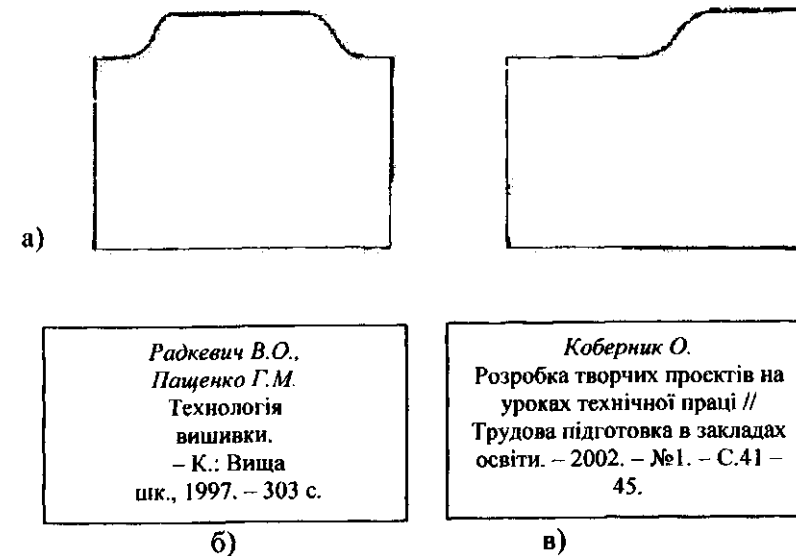 а)
Радкевич В.О.,
Пащенко Г.М.
Технологія
вишивки.
– К.: Вища
шк., 1997. – 303 с.
б)
Коберник О.
Розробка творчих проєктів на
уроках технічної праці //
Трудова підготовка в закладах
освіти. – 2002. – №1. – С.41 –
45.
в)